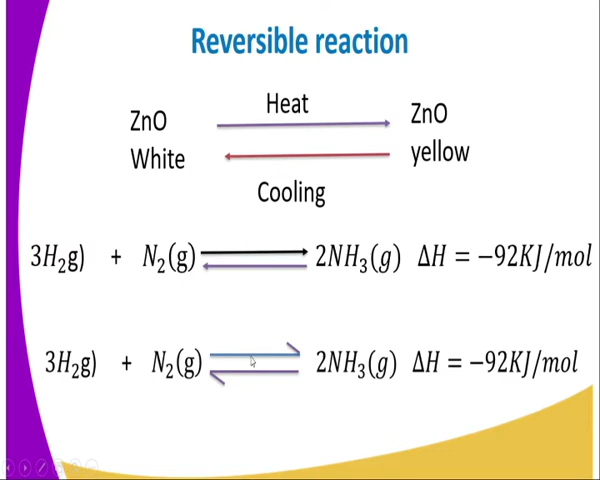 Reversible reaction
Heat
ZnO ZnO
White yellow
Cooling
3H₂g) + N₂(g) 2NH₃(g) ΔH = −92KJ/mol
3H₂g) + N₂(g) 2NH₃(g) ΔH = −92KJ/mol